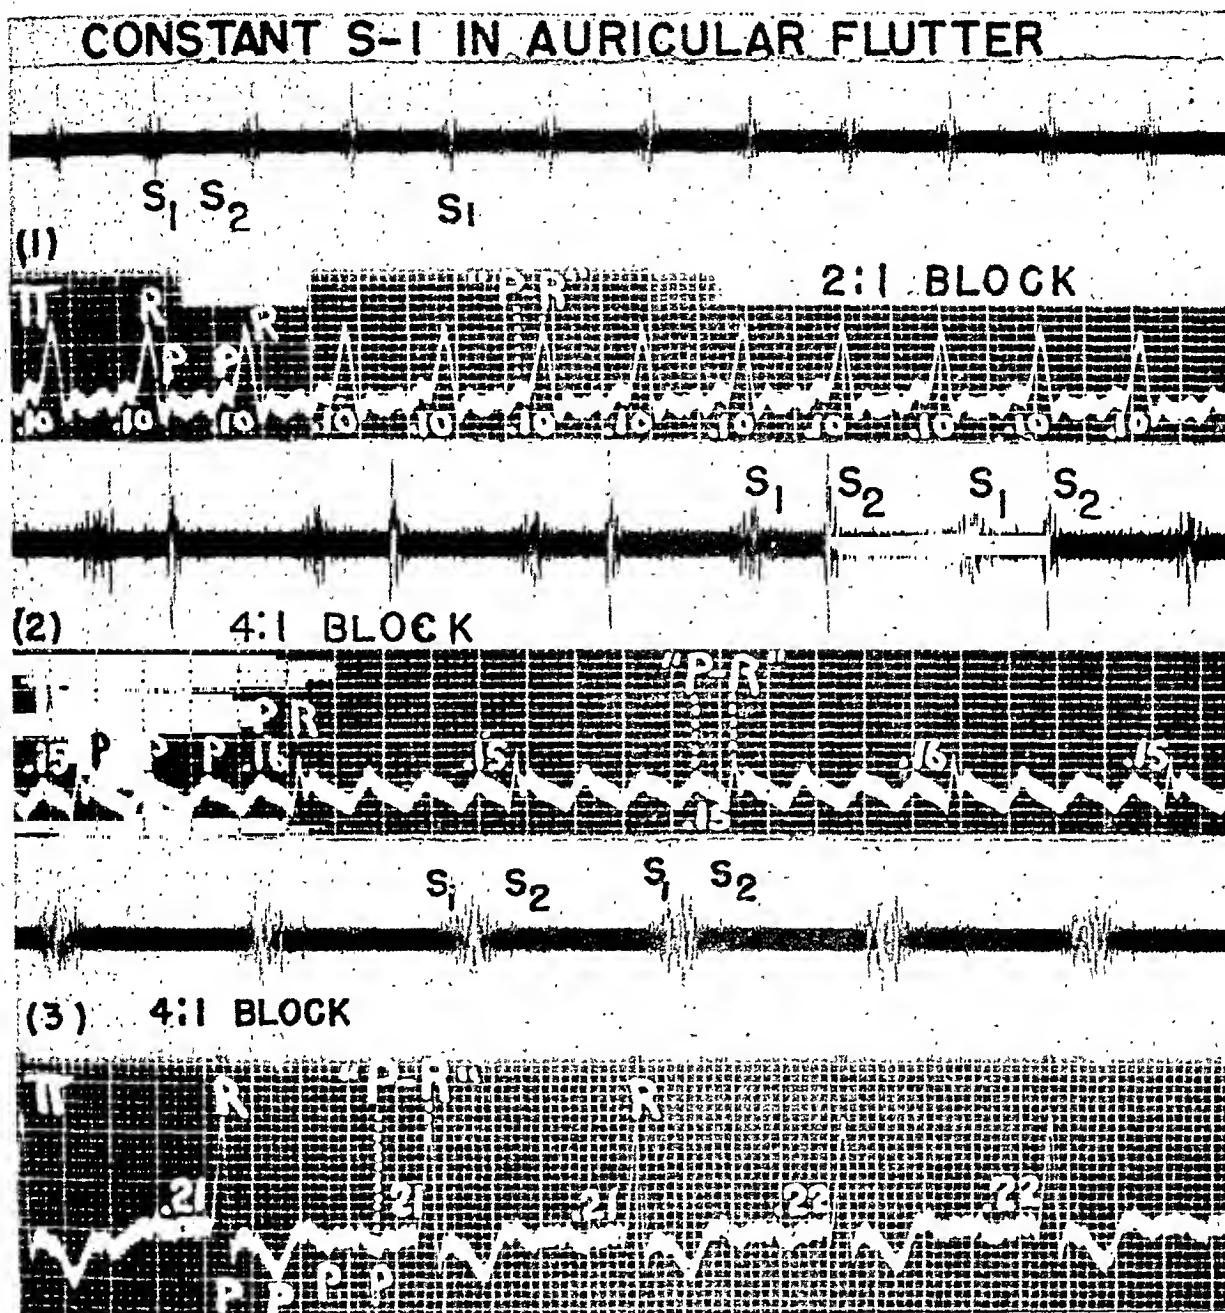 CONSTANT S-1 IN AURICULAR FLUTTER
S1 S2 S1
(1)
II R R "P R" 2:1 BLOCK
P P
.10 .10 .10 .10 .10 .10 .10 .10 .10 .10 .10 .10
S1 S2 S1 S2
(2) 4:1 BLOCK
"P-R"
P R
.15 P P P .16 .15 .16 .15
.15
S1 S2 S1 S2
(3) 4:1 BLOCK
II R "P-R" R
.21 .21 .21 .22 .22
P P P P